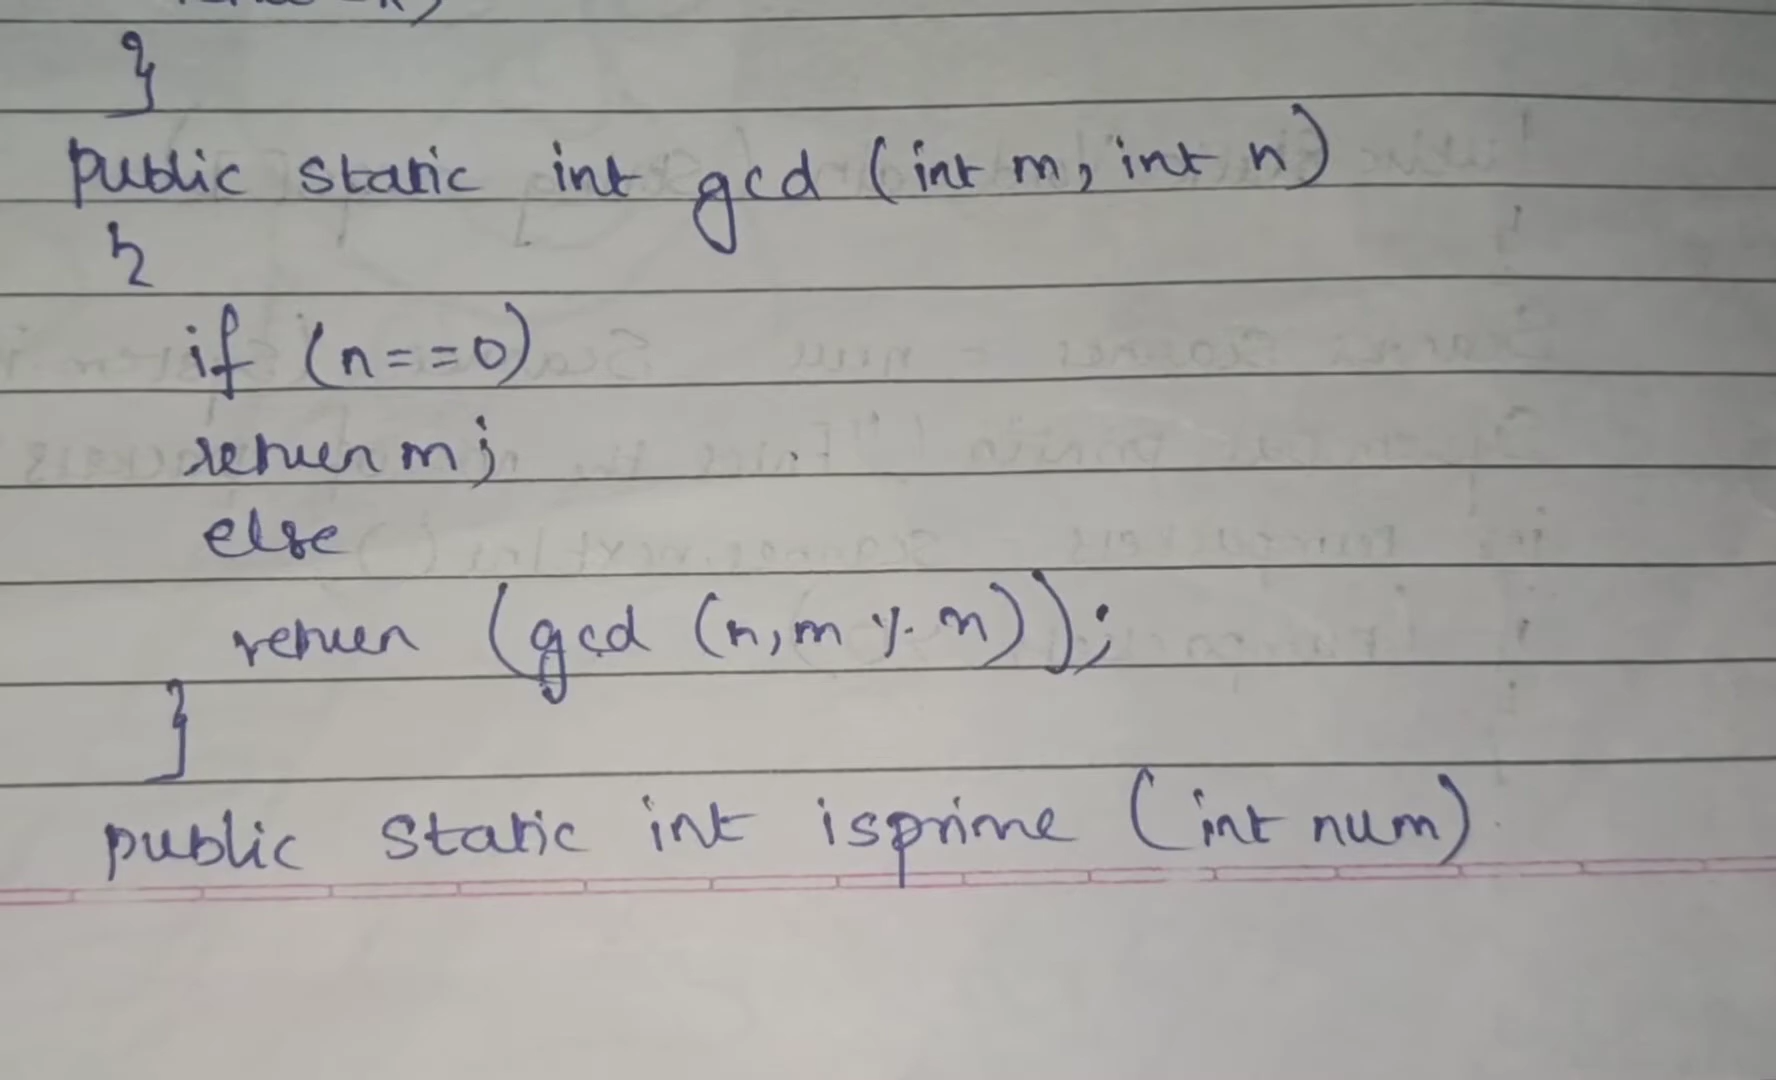 }
public static int gcd (int m, int n)
{
if (n==0)
return m;
else
return (gcd (n, m % n));
}
public static int isprime (int num)